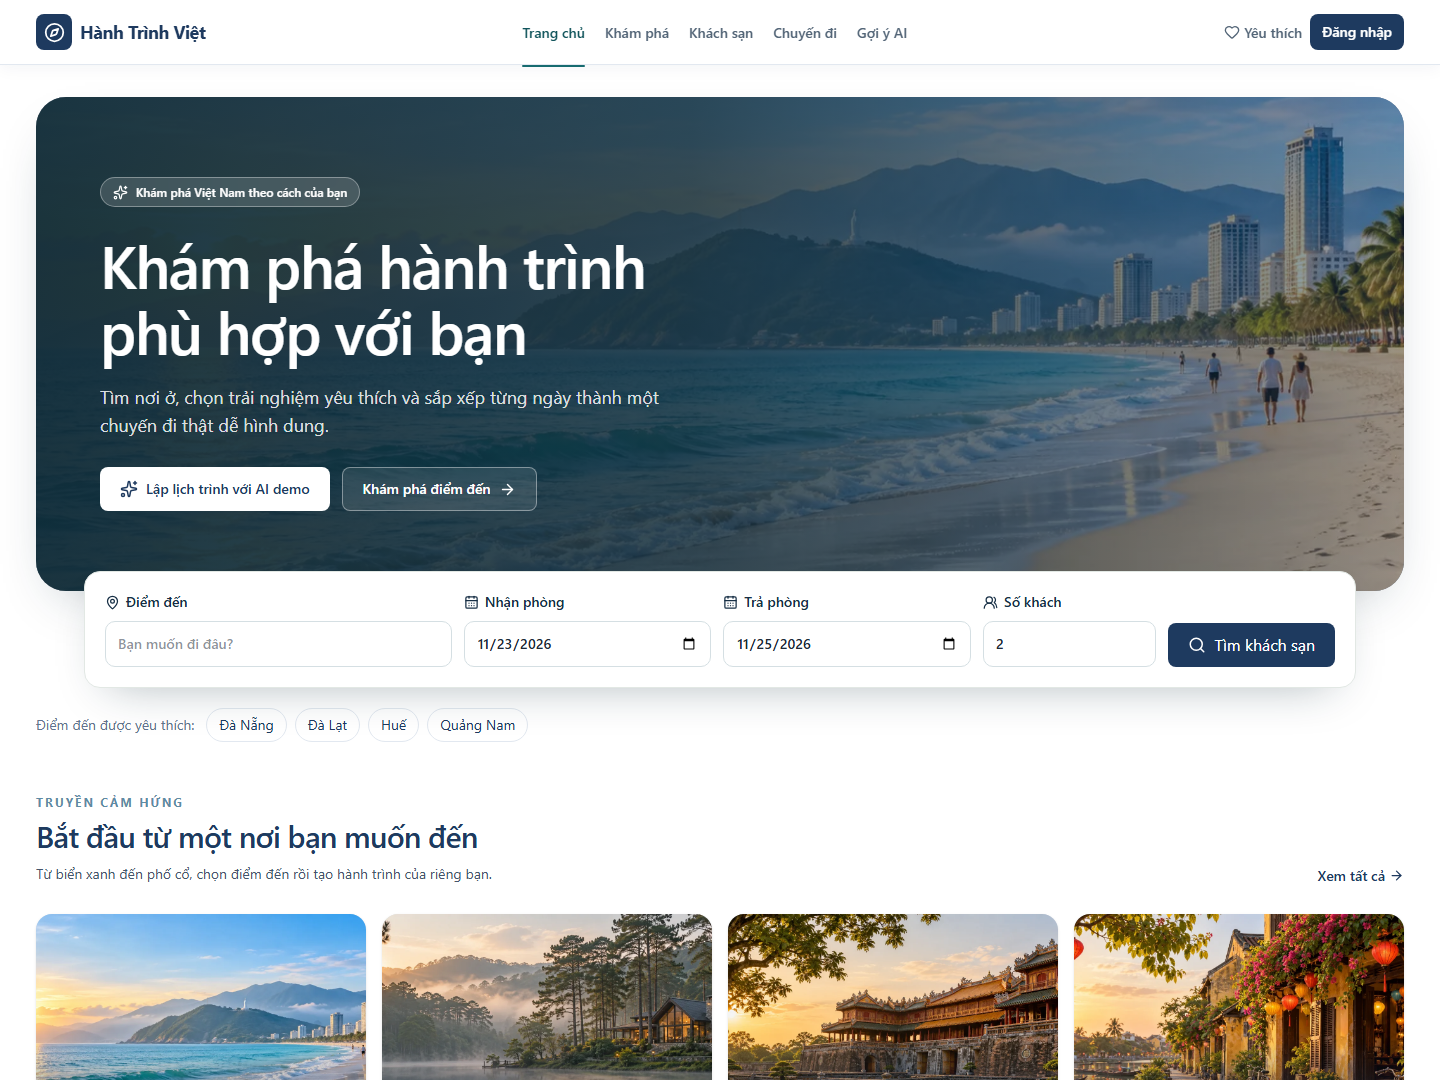 Hành Trình Việt
Trang chủ
Khám phá
Khách sạn
Chuyến đi
Gợi ý AI
Yêu thích
Đăng nhập
Khám phá Việt Nam theo cách của bạn
Khám phá hành trình
phù hợp với bạn
Tìm nơi ở, chọn trải nghiệm yêu thích và sắp xếp từng ngày thành một
chuyến đi thật dễ hình dung.
Lập lịch trình với AI demo
Khám phá điểm đến
Điểm đến
Nhận phòng
Trả phòng
Số khách
Bạn muốn đi đâu?
11/23/2026
11/25/2026
2
Tìm khách sạn
Điểm đến được yêu thích:
Đà Nẵng
Đà Lạt
Huế
Quảng Nam
TRUYỀN CẢM HỨNG
Bắt đầu từ một nơi bạn muốn đến
Từ biển xanh đến phố cổ, chọn điểm đến rồi tạo hành trình của riêng bạn.
Xem tất cả